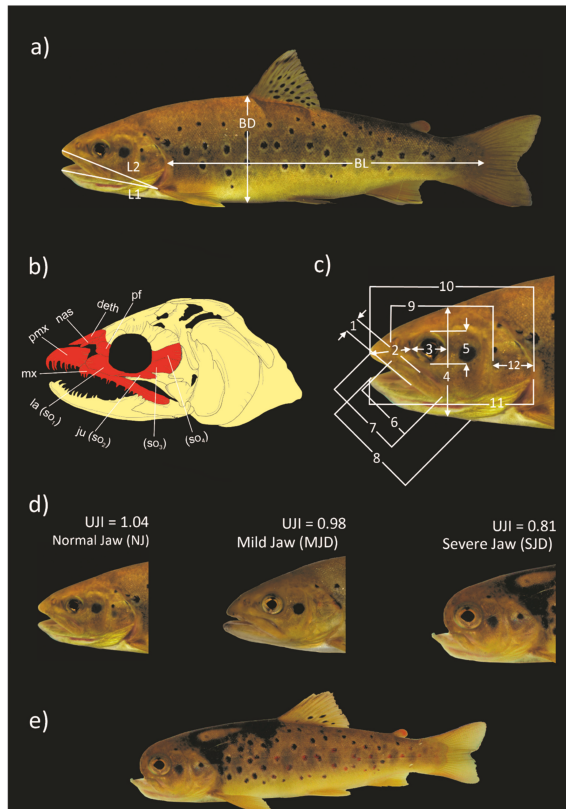 a)
BD
L2
BL
L1
b)
pf
deth
nas
pmx
mx
la (so₁)
ju (so₂)
(so₃)
(so₄)
c)
10
9
1
2
3
5
4
12
11
6
7
8
d)
UJI = 1.04
Normal Jaw (NJ)
UJI = 0.98
Mild Jaw (MJD)
UJI = 0.81
Severe Jaw (SJD)
e)